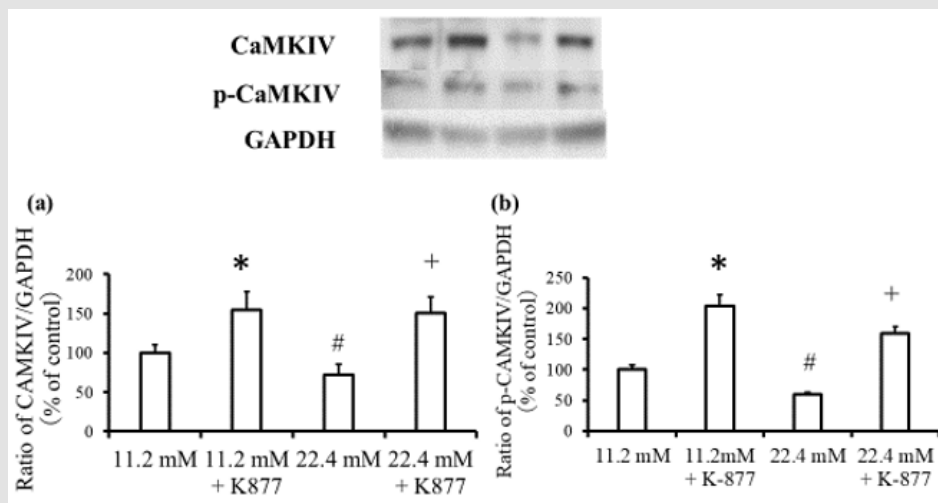 CaMKIV
p-CaMKIV
GAPDH
(a)
Ratio of CAMKIV/GAPDH
(% of control)
200
150
100
50
0
*
#
+
11.2 mM
11.2 mM
+ K877
22.4 mM
22.4 mM
+ K877
(b)
Ratio of p-CAMKIV/GAPDH
(% of control)
250
200
150
100
50
0
*
#
+
11.2 mM
11.2mM
+ K-877
22.4 mM
22.4 mM
+ K-877